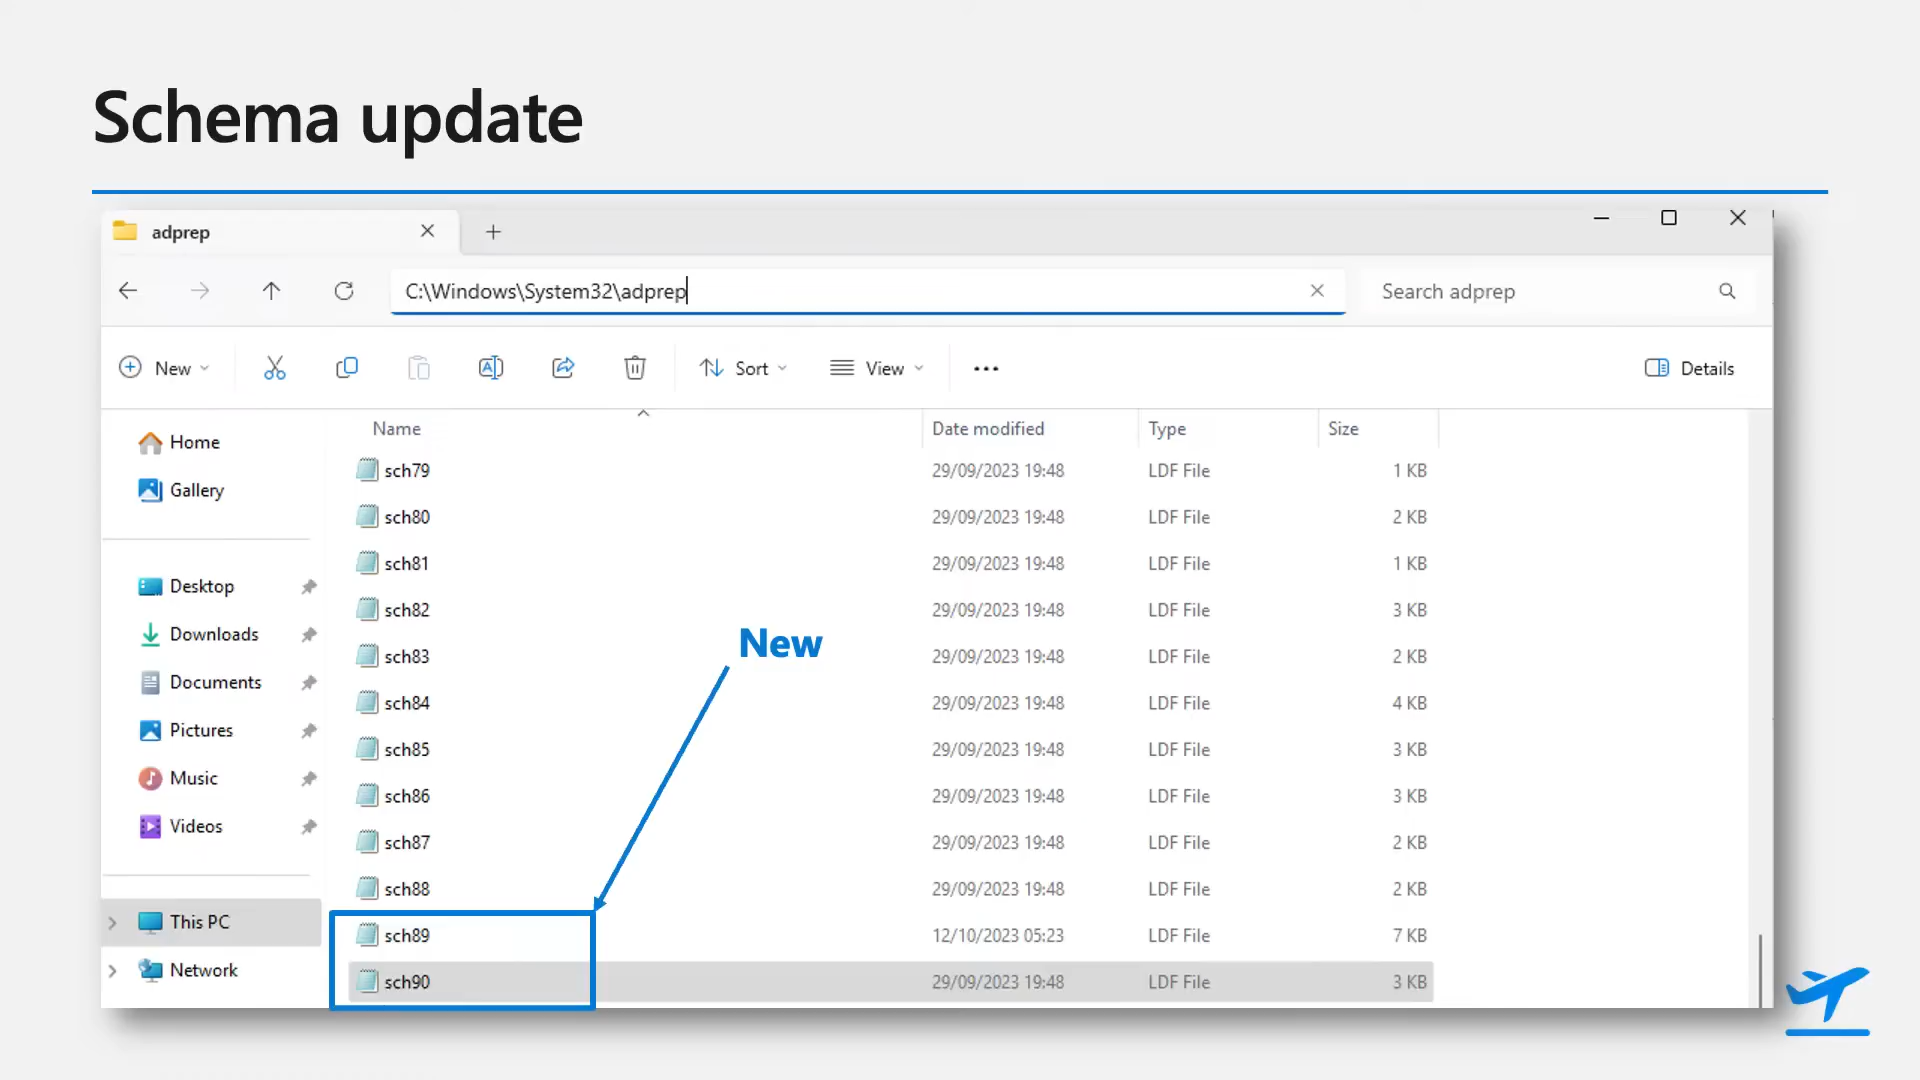 Schema update
adprep
C:\Windows\System32\adprep
Search adprep
New
Sort
View
Details
Home
Gallery
Desktop
Downloads
Documents
Pictures
Music
Videos
This PC
Network
Name Date modified Type Size
sch79 29/09/2023 19:48 LDF File 1 KB
sch80 29/09/2023 19:48 LDF File 2 KB
sch81 29/09/2023 19:48 LDF File 1 KB
sch82 29/09/2023 19:48 LDF File 3 KB
sch83 29/09/2023 19:48 LDF File 2 KB
sch84 29/09/2023 19:48 LDF File 4 KB
sch85 29/09/2023 19:48 LDF File 3 KB
sch86 29/09/2023 19:48 LDF File 3 KB
sch87 29/09/2023 19:48 LDF File 2 KB
sch88 29/09/2023 19:48 LDF File 2 KB
sch89 12/10/2023 05:23 LDF File 7 KB
sch90 29/09/2023 19:48 LDF File 3 KB
New